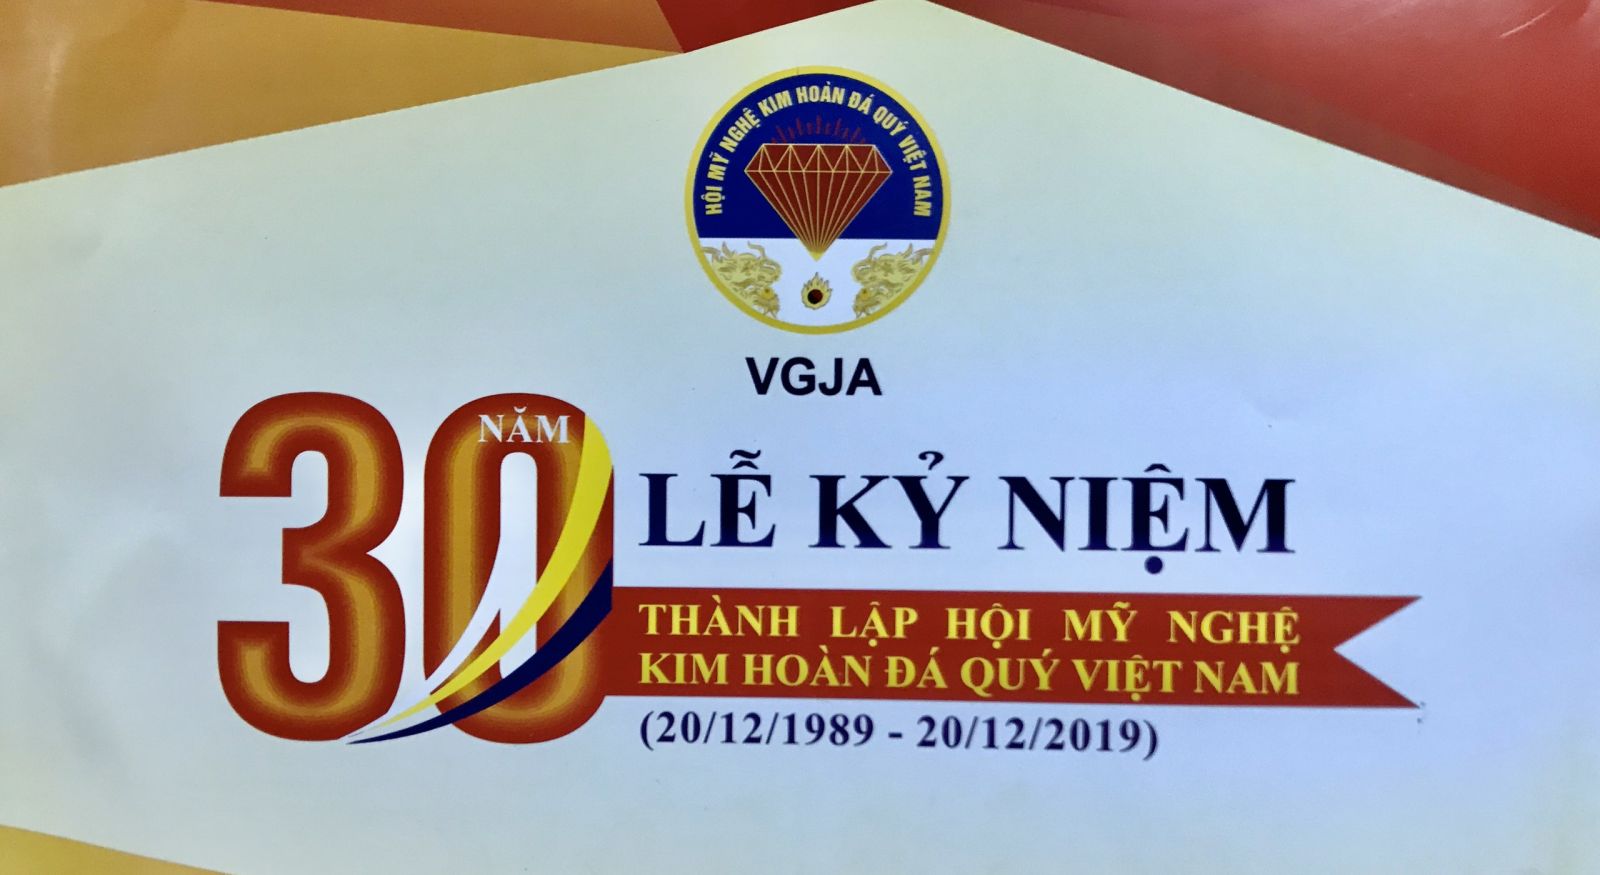 HỘI MỸ NGHỆ KIM HOÀN ĐÁ QUÝ VIỆT NAM
VGJA
30 NĂM
LỄ KỶ NIỆM
THÀNH LẬP HỘI MỸ NGHỆ
KIM HOÀN ĐÁ QUÝ VIỆT NAM
(20/12/1989 - 20/12/2019)